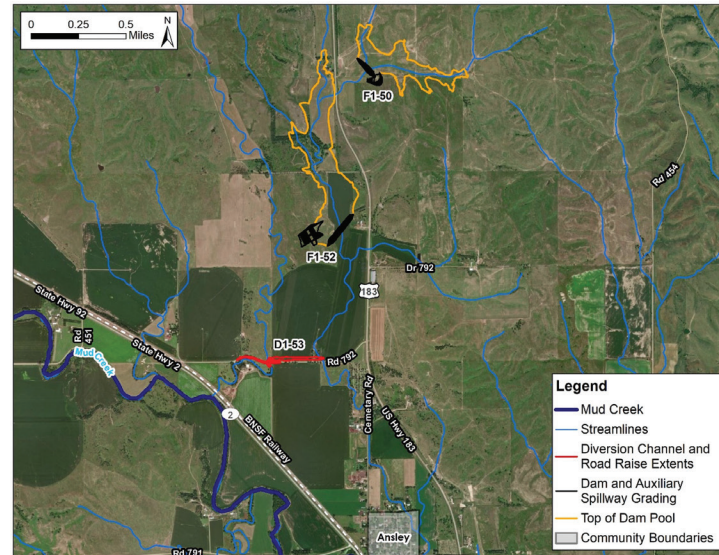 0 0.25 0.5
Miles
N
F1-50
Rd 454
F1-52
Dr 792
183
State Hwy 92
Rd 451
State Hwy 2
Mud Creek
D1-53
Rd 792
2
BNSF Railway
Cemetary Rd
US Hwy 183
Ansley
Rd 791
Legend
Mud Creek
Streamlines
Diversion Channel and
Road Raise Extents
Dam and Auxiliary
Spillway Grading
Top of Dam Pool
Community Boundaries